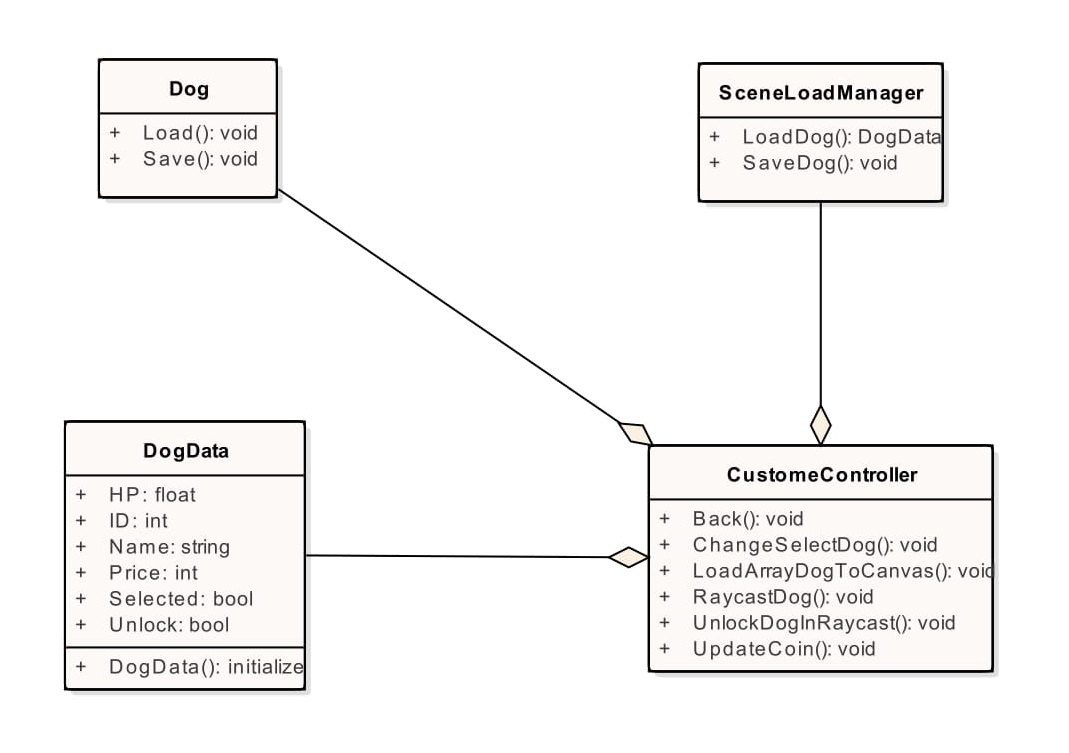 Dog
+ Load(): void
+ Save(): void
SceneLoadManager
+ LoadDog(): DogData
+ SaveDog(): void
DogData
+ HP: float
+ ID: int
+ Name: string
+ Price: int
+ Selected: bool
+ Unlock: bool
+ DogData(): initialize
CustomeController
+ Back(): void
+ ChangeSelectDog(): void
+ LoadArrayDogToCanvas(): void
+ RaycastDog(): void
+ UnlockDogInRaycast(): void
+ UpdateCoin(): void